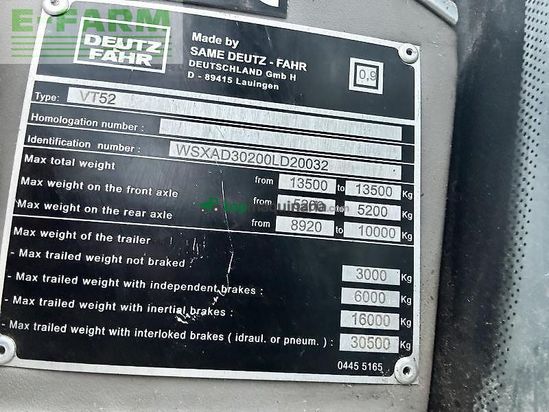 E-FARM
DEUTZ
FAHR
Made by
SAME DEUTZ - FAHR
DEUTSCHLAND Gmb H
D - 89415 Lauingen
0,9
Type: VT52
Homologation number :
Identification number : WSXAD30200LD20032
Max total weight from 13500 to 13500 Kg
Max weight on the front axle from 5200 to 5200 Kg
Max weight on the rear axle from 8920 to 10000 Kg
Max weight of the trailer
- Max trailed weight not braked : 3000 Kg
- Max trailed weight with independent brakes : 6000 Kg
- Max trailed weight with inertial brakes : 16000 Kg
- Max trailed weight with interloked brakes ( idraul. or pneum. ) : 30500 Kg
0445 5165